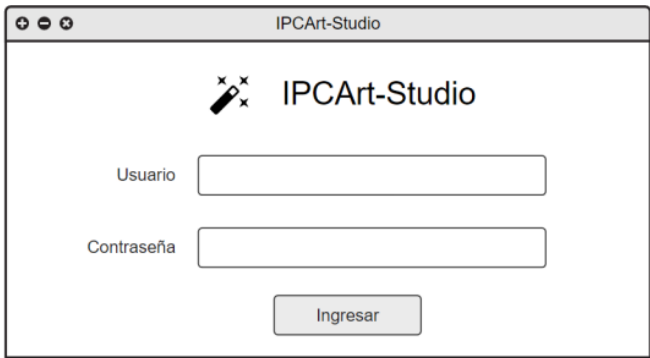 IPCArt-Studio
IPCArt-Studio
Usuario
Contraseña
Ingresar